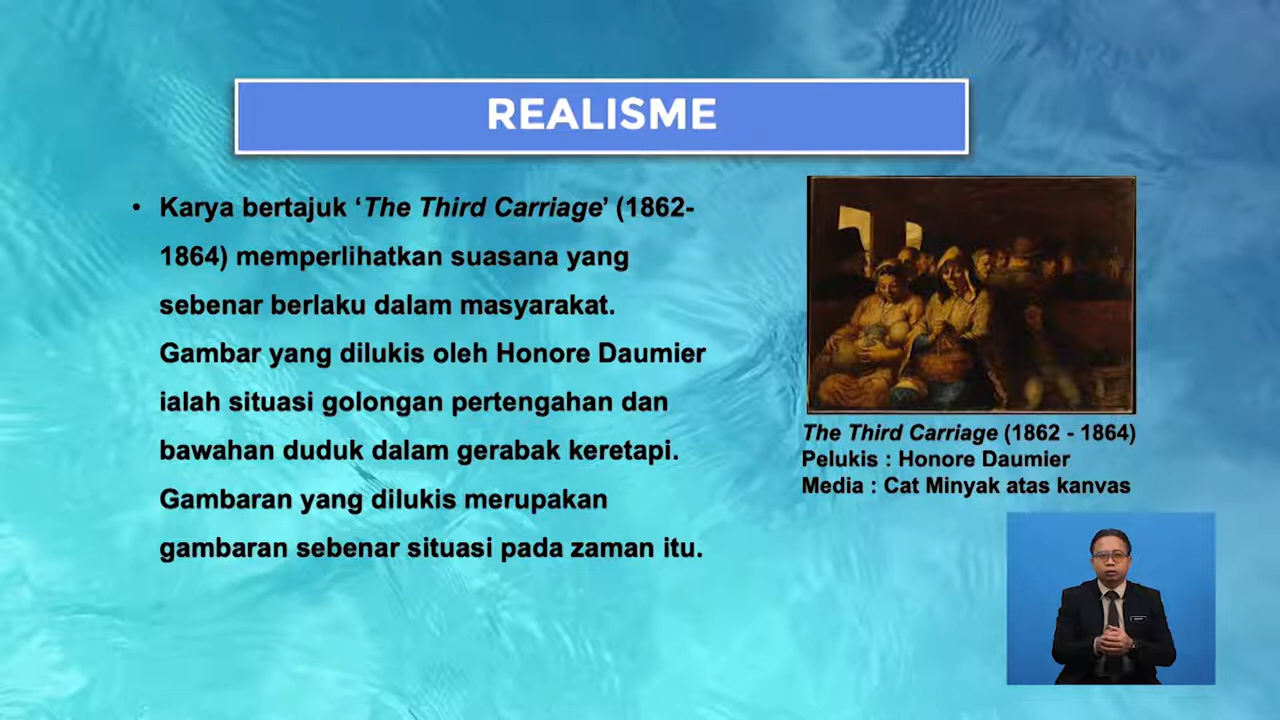 REALISME
• Karya bertajuk ‘The Third Carriage’ (1862-
1864) memperlihatkan suasana yang
sebenar berlaku dalam masyarakat.
Gambar yang dilukis oleh Honore Daumier
ialah situasi golongan pertengahan dan
bawahan duduk dalam gerabak keretapi.
Gambaran yang dilukis merupakan
gambaran sebenar situasi pada zaman itu.
The Third Carriage (1862 - 1864)
Pelukis : Honore Daumier
Media : Cat Minyak atas kanvas